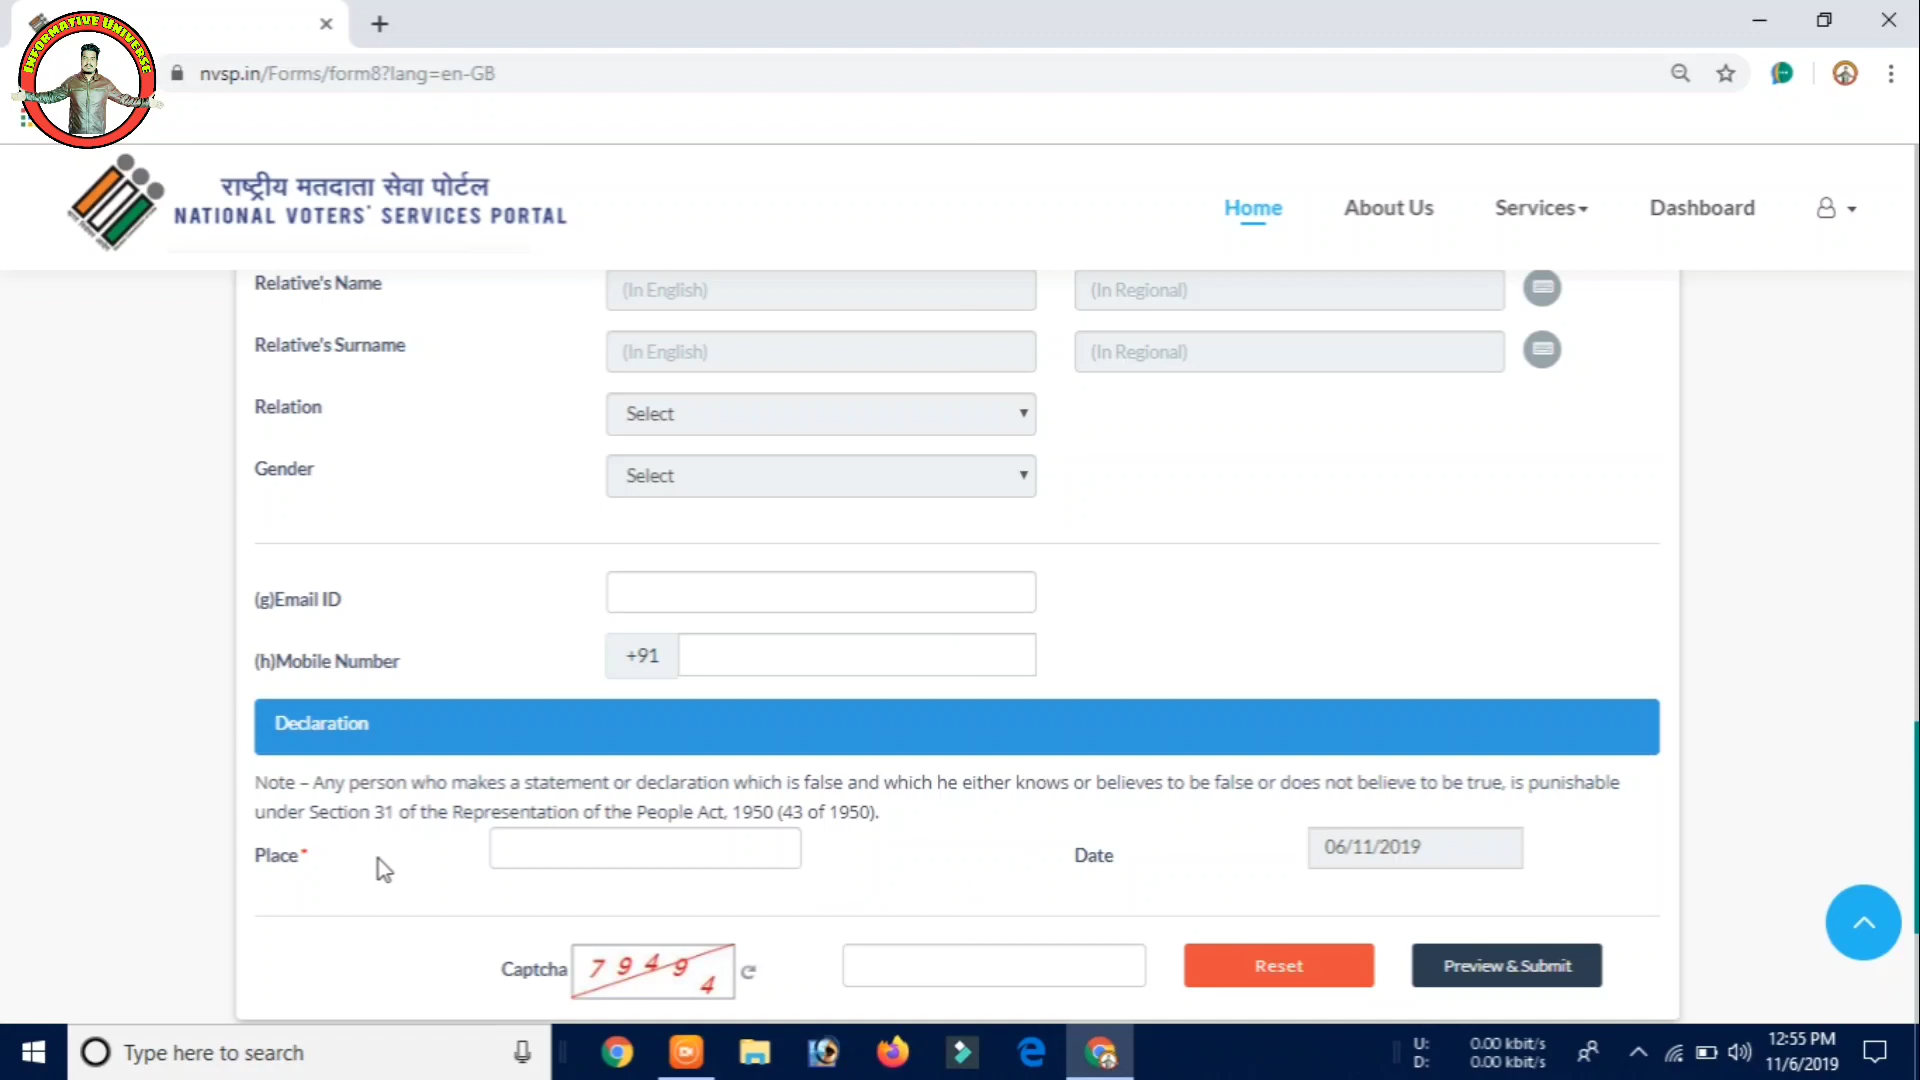 INFORMATIVE UNIVERSE
nvsp.in/Forms/form8?lang=en-GB
राष्ट्रीय मतदाता सेवा पोर्टल
NATIONAL VOTERS' SERVICES PORTAL
Home About Us Services Dashboard
Relative's Name (In English) (In Regional)
Relative's Surname (In English) (In Regional)
Relation Select
Gender Select
(g)Email ID
(h)Mobile Number +91
Declaration
Note – Any person who makes a statement or declaration which is false and which he either knows or believes to be false or does not believe to be true, is punishable
under Section 31 of the Representation of the People Act, 1950 (43 of 1950).
Place* Date 06/11/2019
Captcha 7 9 4 9 4 Reset Preview & Submit
Type here to search
U: 0.00 kbit/s
D: 0.00 kbit/s
12:55 PM
11/6/2019